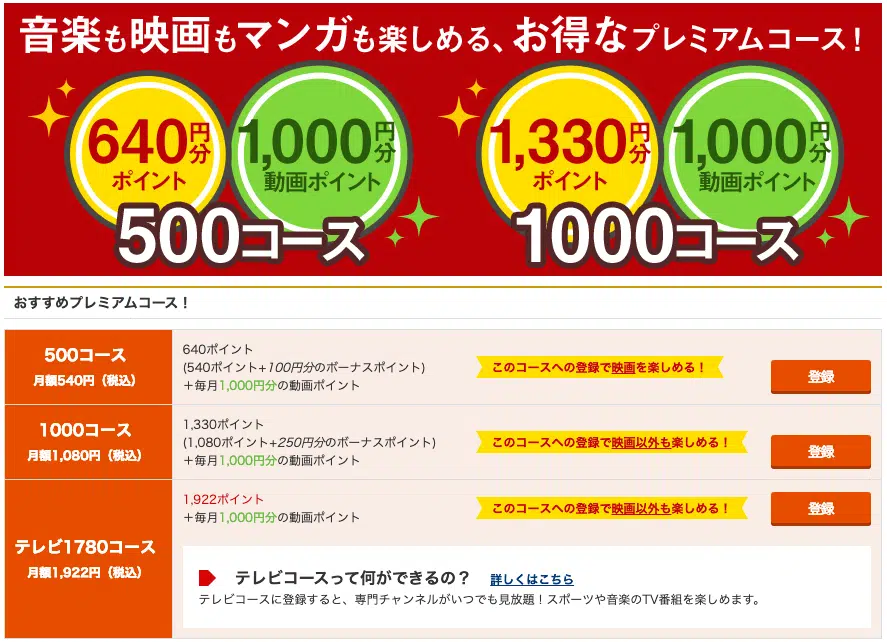 音楽も映画もマンガも楽しめる、お得なプレミアムコース！
640円分
ポイント
1,000円分
動画ポイント
500コース
1,330円分
ポイント
1,000円分
動画ポイント
1000コース
おすすめプレミアムコース！
500コース
月額540円（税込）
640ポイント
(540ポイント+100円分のボーナスポイント)
＋毎月1,000円分の動画ポイント
このコースへの登録で映画を楽しめる！
登録
1000コース
月額1,080円（税込）
1,330ポイント
(1,080ポイント+250円分のボーナスポイント)
＋毎月1,000円分の動画ポイント
このコースへの登録で映画以外も楽しめる！
登録
テレビ1780コース
月額1,922円（税込）
1,922ポイント
＋毎月1,000円分の動画ポイント
このコースへの登録で映画以外も楽しめる！
登録
テレビコースって何ができるの？ 詳しくはこちら
テレビコースに登録すると、専門チャンネルがいつでも見放題！スポーツや音楽のTV番組を楽しめます。